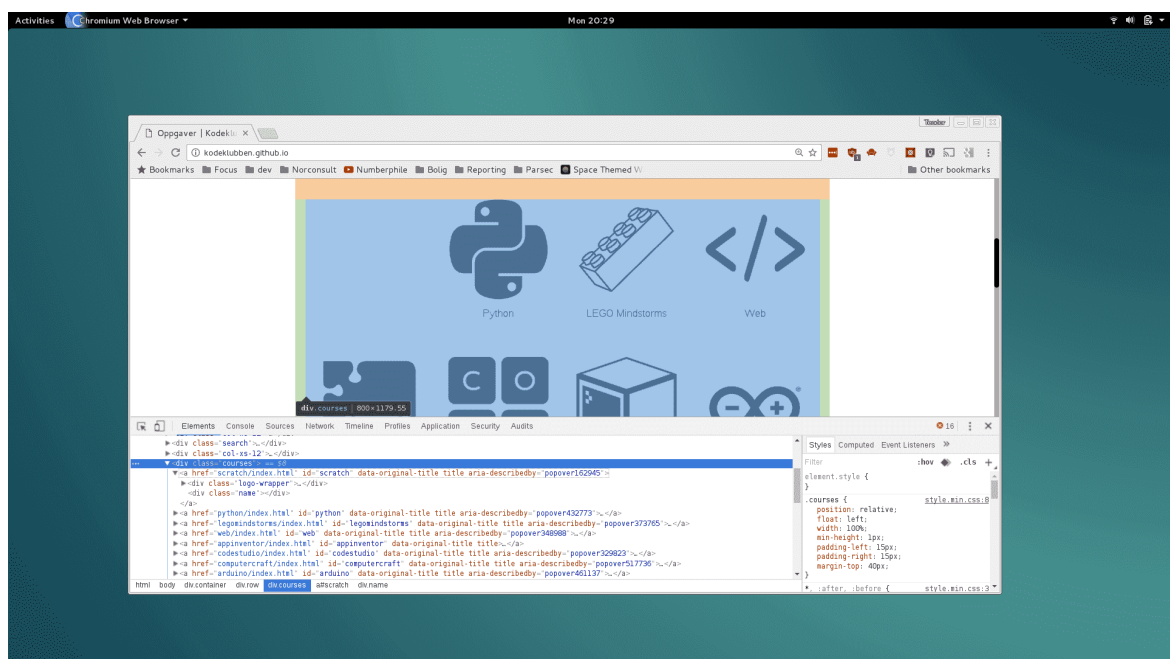 Activities Chromium Web Browser Mon 20:29
Oppgaver | Kodeklu
kodeklubben.github.io
Bookmarks Focus dev Norconsult Numberphile Bolig Reporting Parsec Space Themed W Other bookmarks
Python LEGO Mindstorms Web
C O
div.courses | 800×1179.55
Elements Console Sources Network Timeline Profiles Application Security Audits 16
▶<div class="search">…</div>
▶<div class="col-xs-12">…</div>
▼<div class="courses"> == $0
▼<a href="scratch/index.html" id="scratch" data-original-title title aria-describedby="popover162945">
▶<div class="logo-wrapper">…</div>
<div class="name"></div>
</a>
▶<a href="python/index.html" id="python" data-original-title title aria-describedby="popover432773">…</a>
▶<a href="legomindstorms/index.html" id="legomindstorms" data-original-title title aria-describedby="popover373765">…</a>
▶<a href="web/index.html" id="web" data-original-title title aria-describedby="popover348988">…</a>
▶<a href="appinventor/index.html" id="appinventor" data-original-title title>…</a>
▶<a href="codestudio/index.html" id="codestudio" data-original-title title aria-describedby="popover329823">…</a>
▶<a href="computercraft/index.html" id="computercraft" data-original-title title aria-describedby="popover517736">…</a>
▶<a href="arduino/index.html" id="arduino" data-original-title title aria-describedby="popover461137">…</a>
html body div.container div.row div.courses a#scratch div.name
Styles Computed Event Listeners »
Filter :hov .cls +
element.style {
}
.courses { style.min.css:8
position: relative;
float: left;
width: 100%;
min-height: 1px;
padding-left: 15px;
padding-right: 15px;
margin-top: 40px;
}
*, :after, :before { style.min.css:3